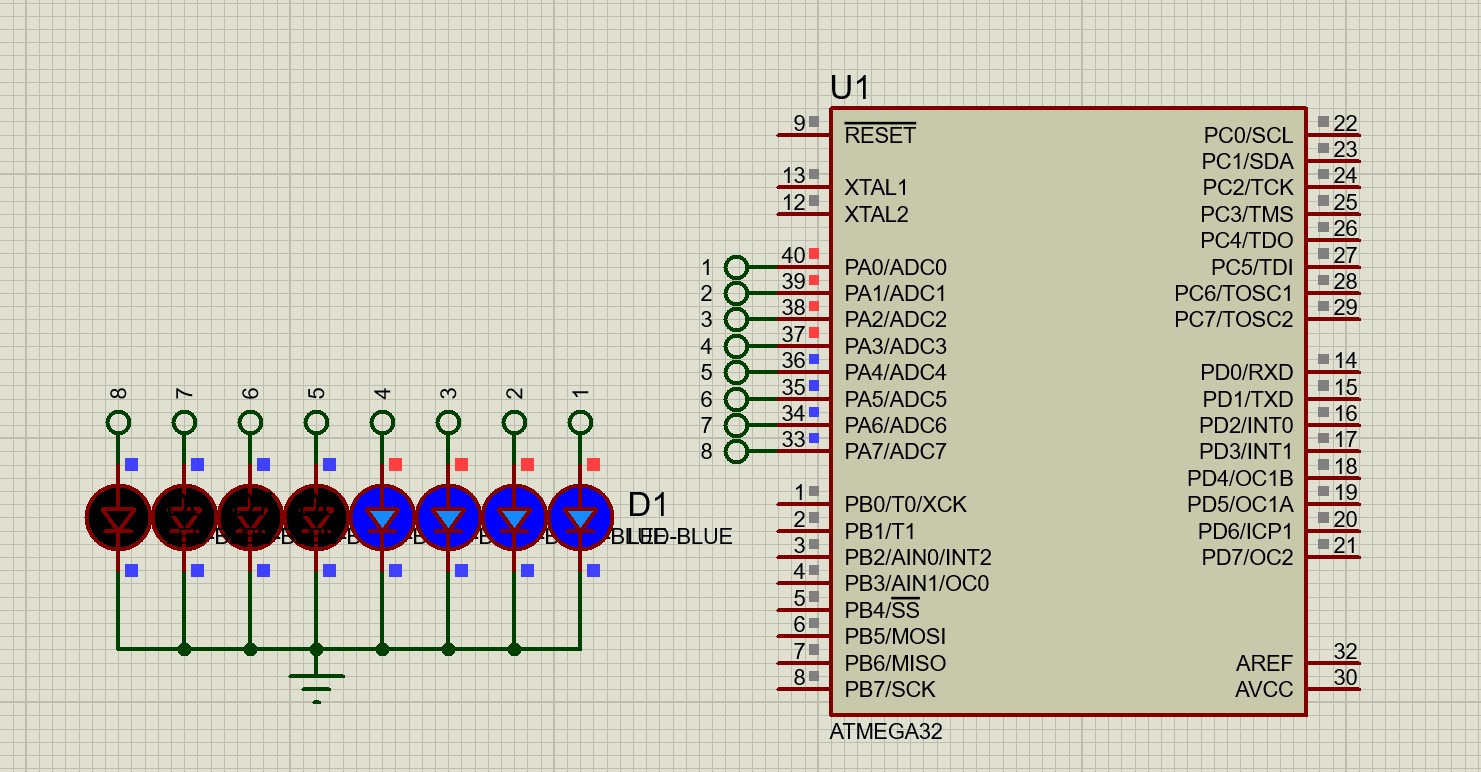 U1
9 RESET
13 XTAL1
12 XTAL2
1 40 PA0/ADC0
2 39 PA1/ADC1
3 38 PA2/ADC2
4 37 PA3/ADC3
5 36 PA4/ADC4
6 35 PA5/ADC5
7 34 PA6/ADC6
8 33 PA7/ADC7
1 PB0/T0/XCK
2 PB1/T1
3 PB2/AIN0/INT2
4 PB3/AIN1/OC0
5 PB4/SS
6 PB5/MOSI
7 PB6/MISO
8 PB7/SCK
PC0/SCL 22
PC1/SDA 23
PC2/TCK 24
PC3/TMS 25
PC4/TDO 26
PC5/TDI 27
PC6/TOSC1 28
PC7/TOSC2 29
PD0/RXD 14
PD1/TXD 15
PD2/INT0 16
PD3/INT1 17
PD4/OC1B 18
PD5/OC1A 19
PD6/ICP1 20
PD7/OC2 21
AREF 32
AVCC 30
ATMEGA32
8 7 6 5 4 3 2 1
D1
LED-BLUE